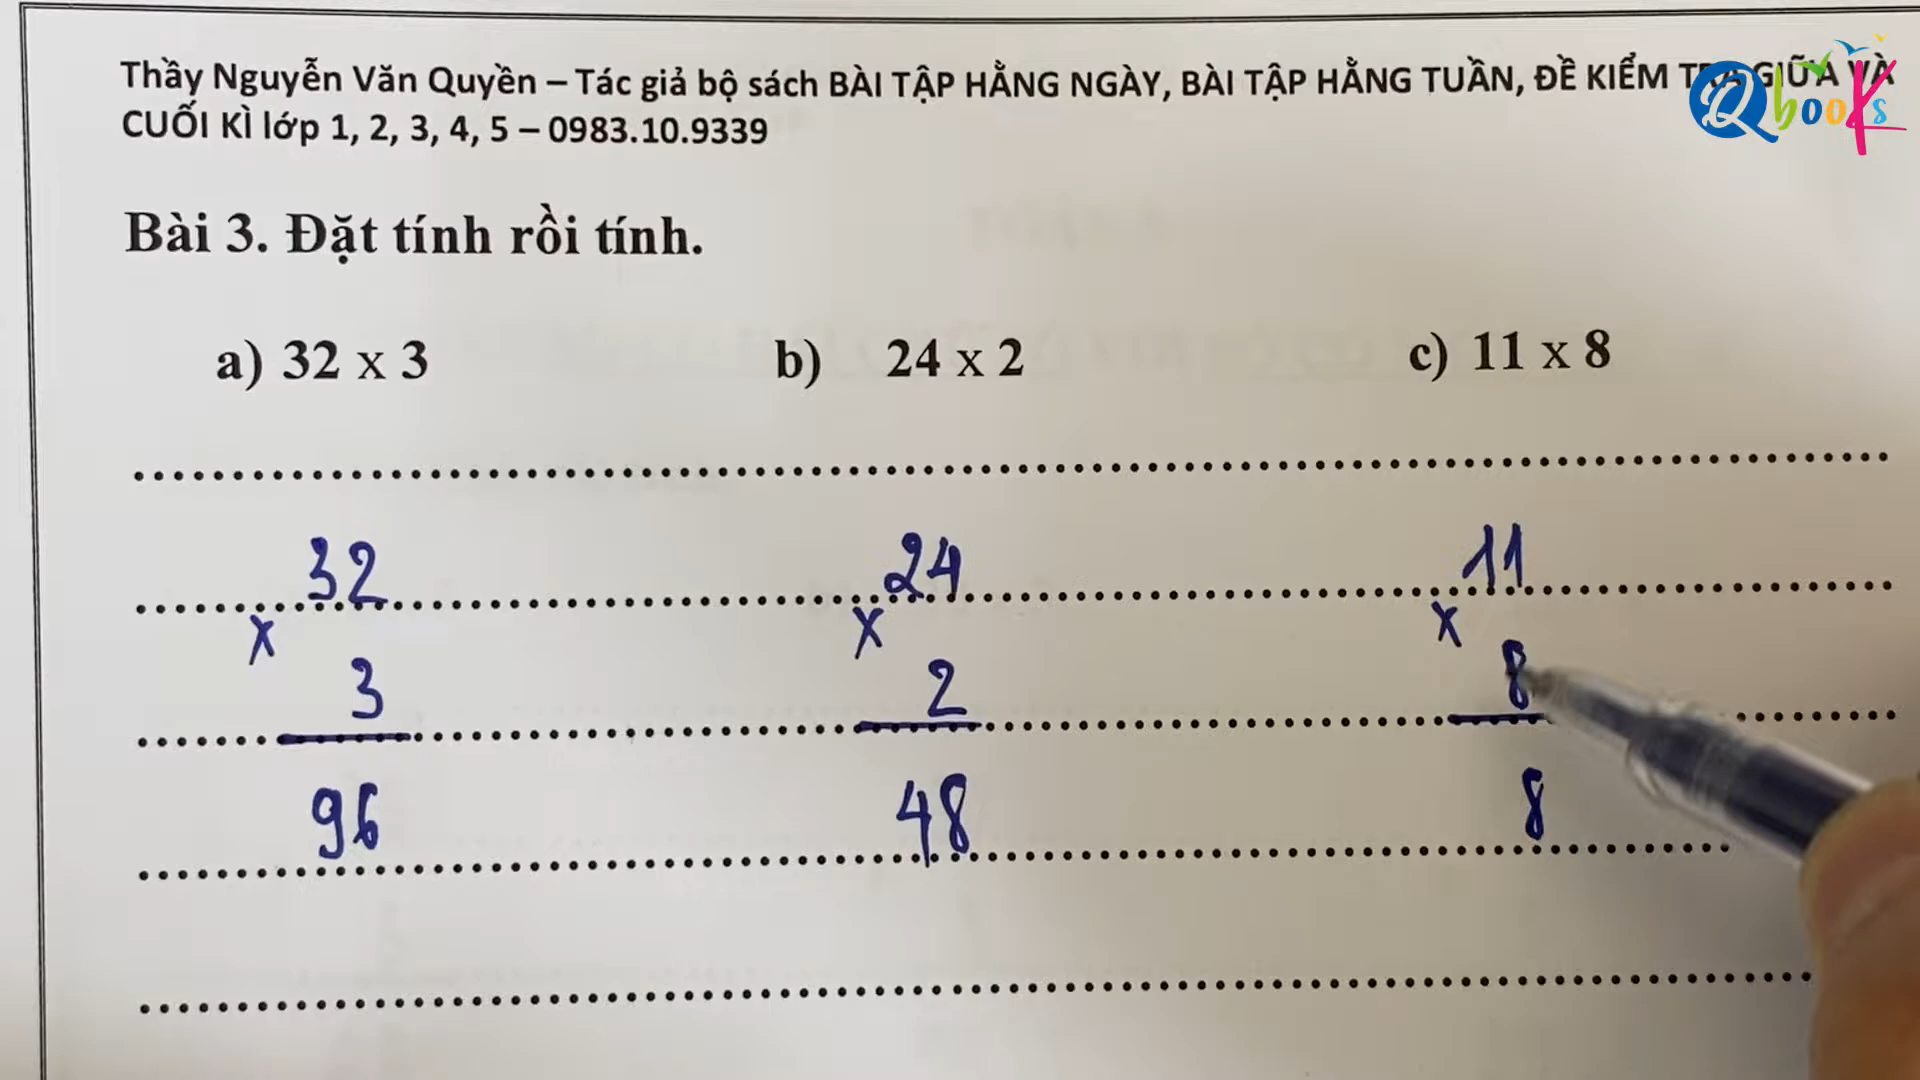 Thầy Nguyễn Văn Quyền – Tác giả bộ sách BÀI TẬP HẰNG NGÀY, BÀI TẬP HẰNG TUẦN, ĐỀ KIỂM TRA GIỮA VÀ
CUỐI KÌ lớp 1, 2, 3, 4, 5 – 0983.10.9339
Qbooks
Bài 3. Đặt tính rồi tính.
a) 32 x 3 b) 24 x 2 c) 11 x 8
32 24 11
x x x
3 2 8
96 48 8